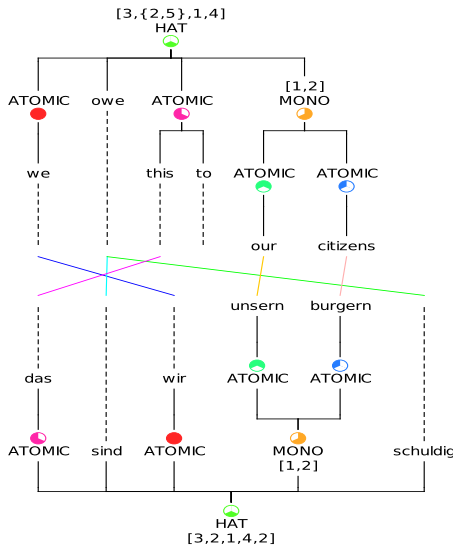 [3,{2,5},1,4]
HAT
[1,2]
ATOMIC owe ATOMIC MONO
we this to ATOMIC ATOMIC
our citizens
unsern burgern
das wir ATOMIC ATOMIC
ATOMIC sind ATOMIC MONO schuldig
[1,2]
HAT
[3,2,1,4,2]